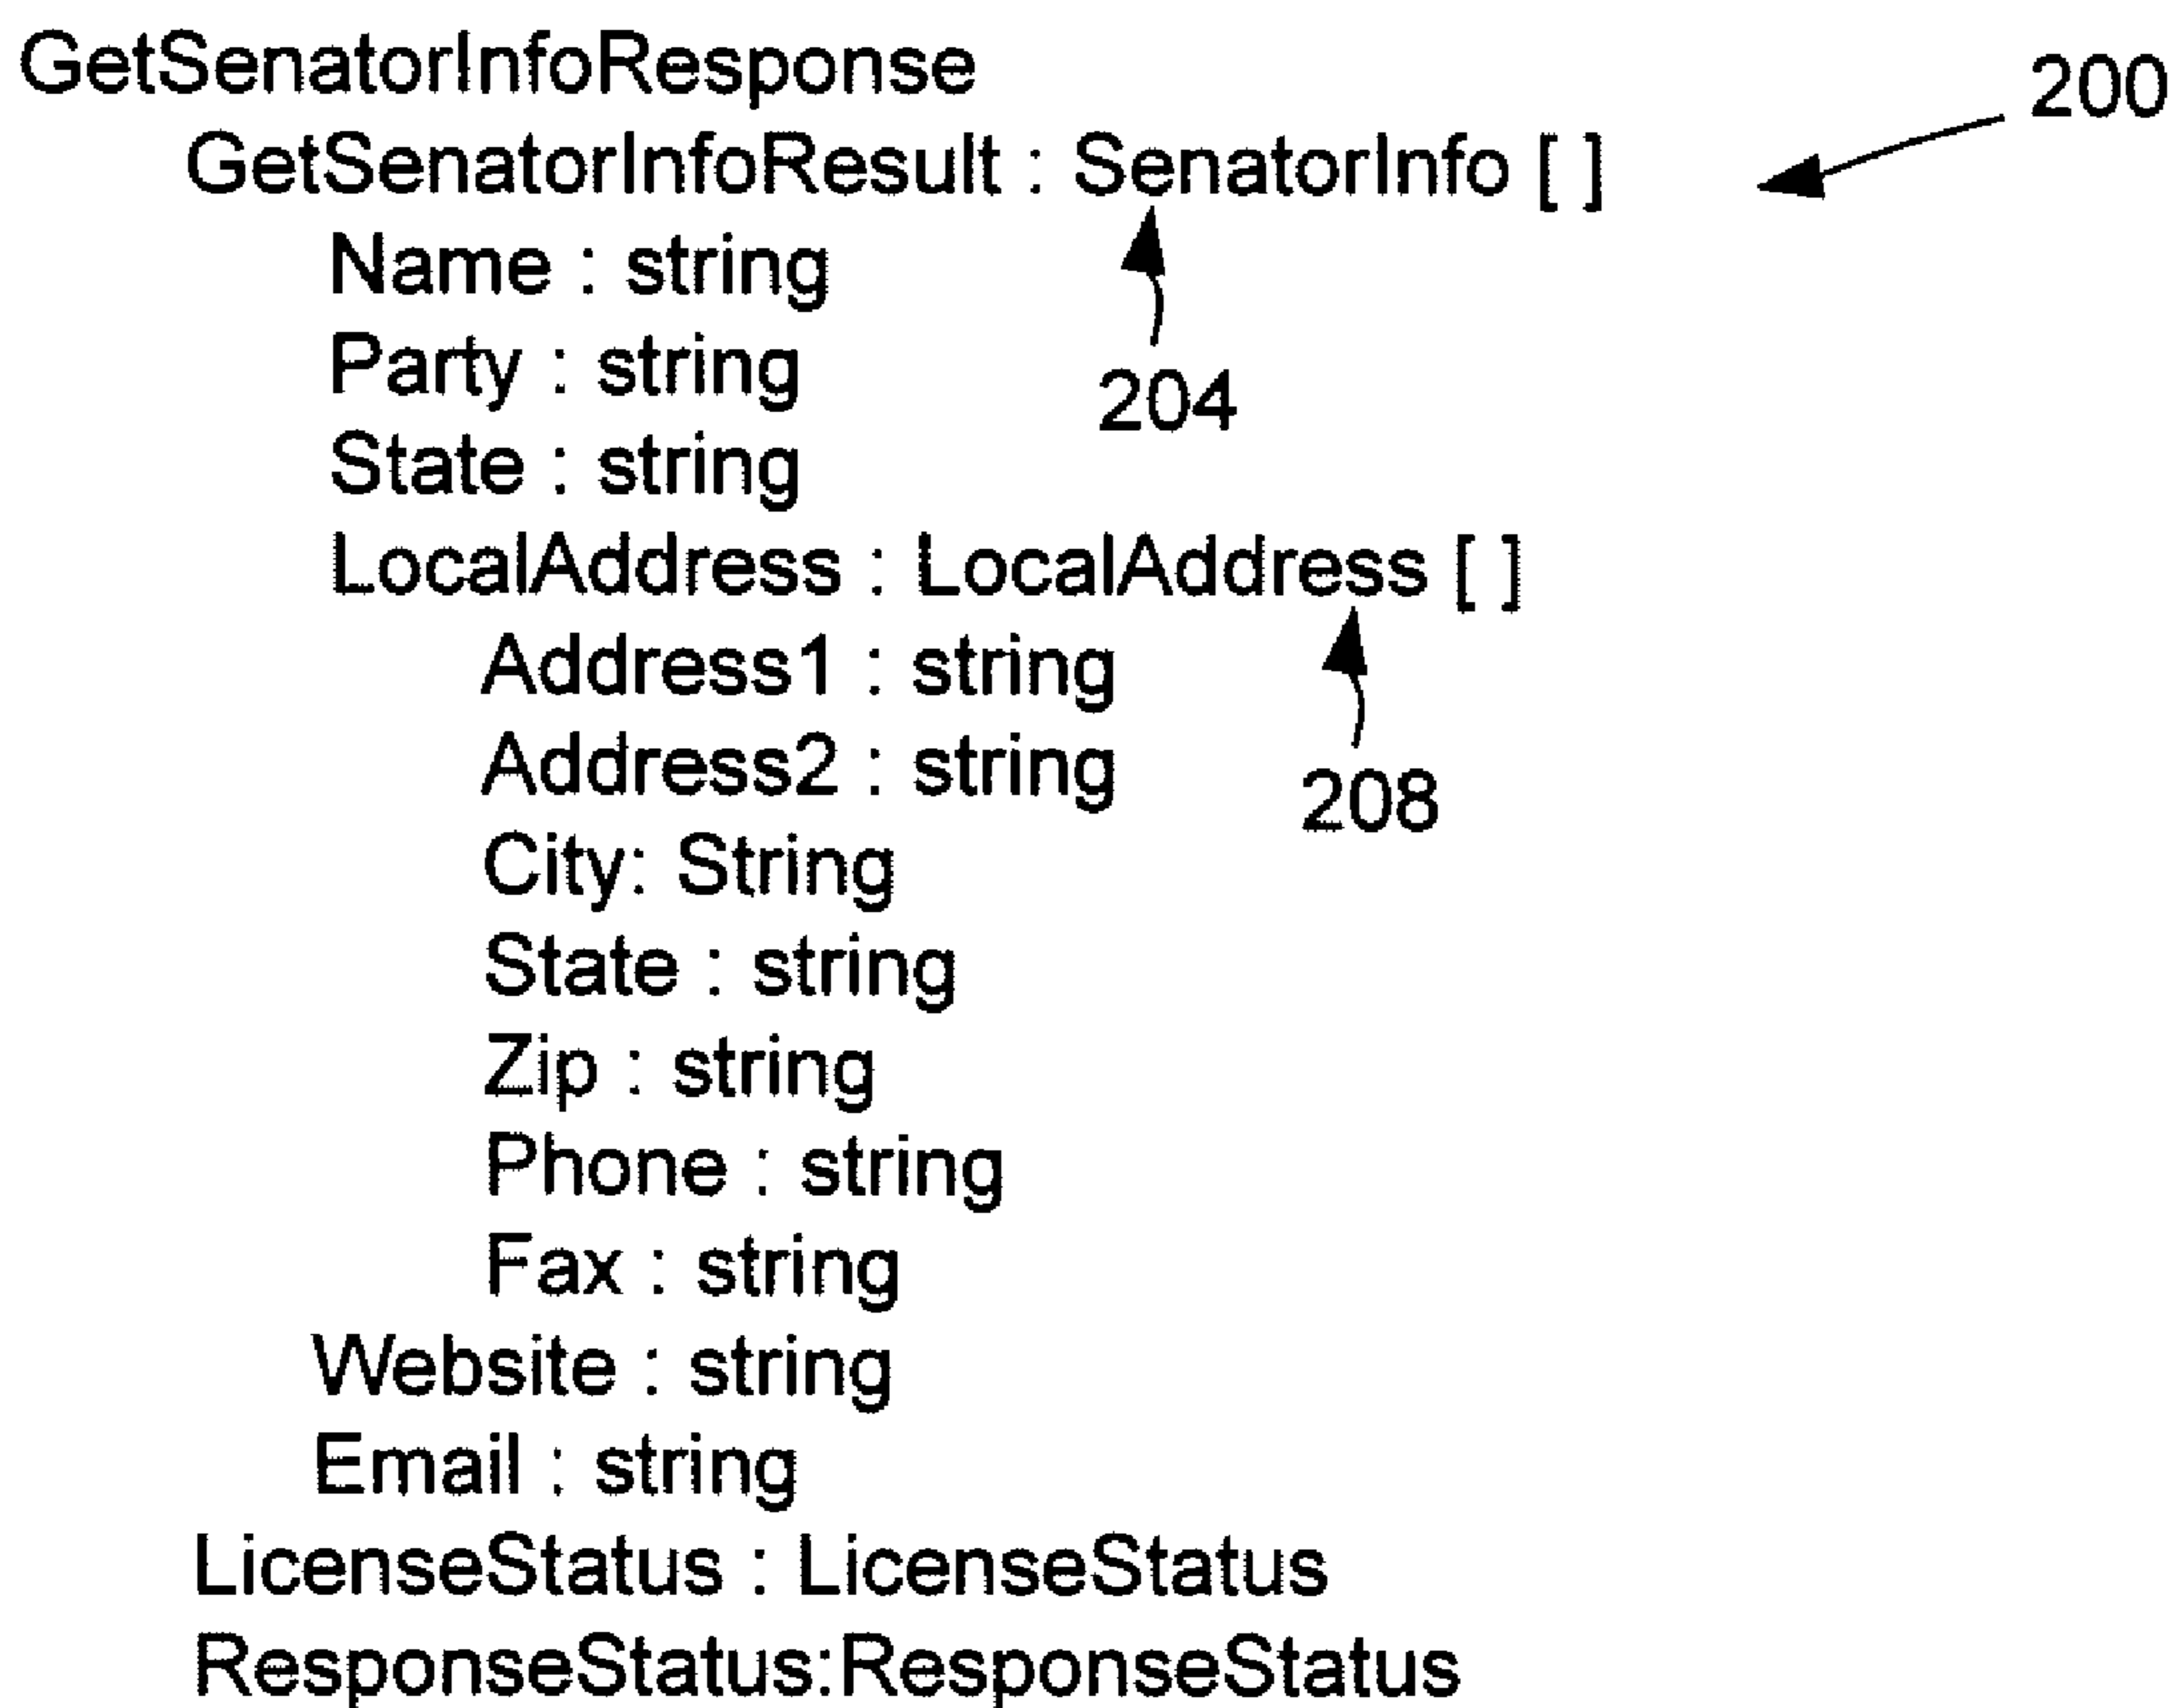 GetSenatorInfoResponse
200
GetSenatorInfoResult : SenatorInfo [ ]
Name : string
Party : string
204
State : string
LocalAddress : LocalAddress [ ]
Address1 : string
Address2 : string
208
City: String
State : string
Zip : string
Phone : string
Fax : string
Website : string
Email : string
LicenseStatus : LicenseStatus
ResponseStatus:ResponseStatus